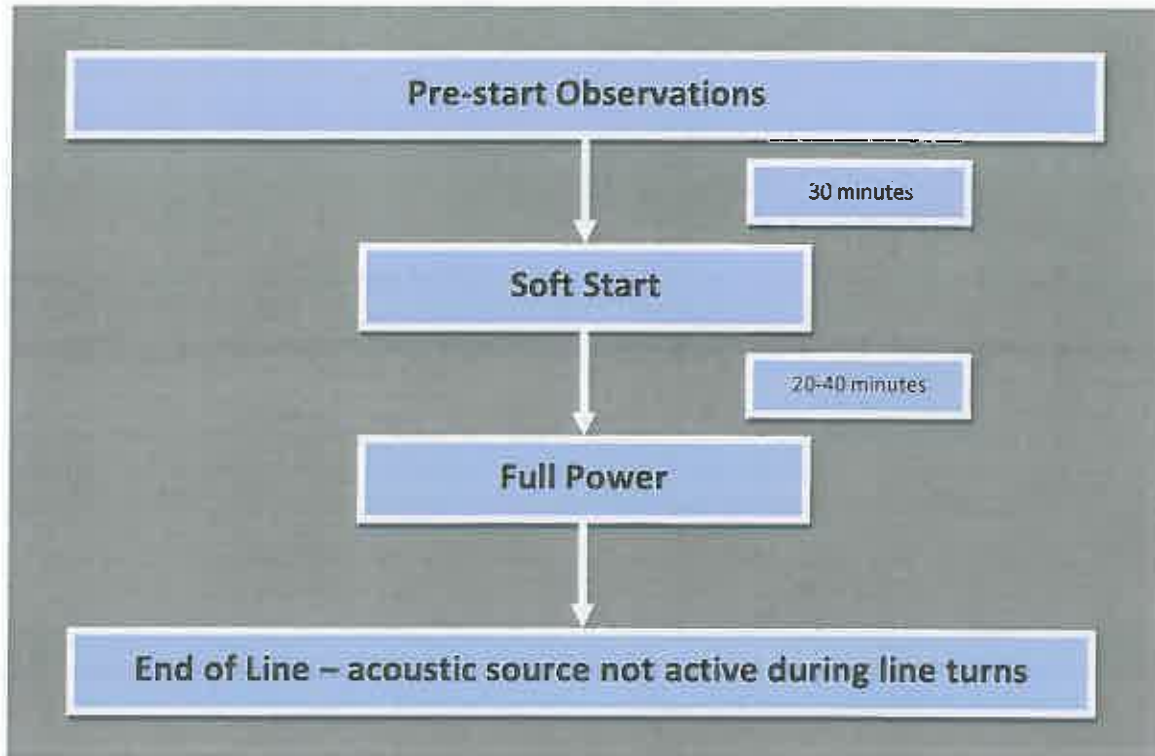 Pre-start Observations
30 minutes
Soft Start
20-40 minutes
Full Power
End of Line – acoustic source not active during line turns